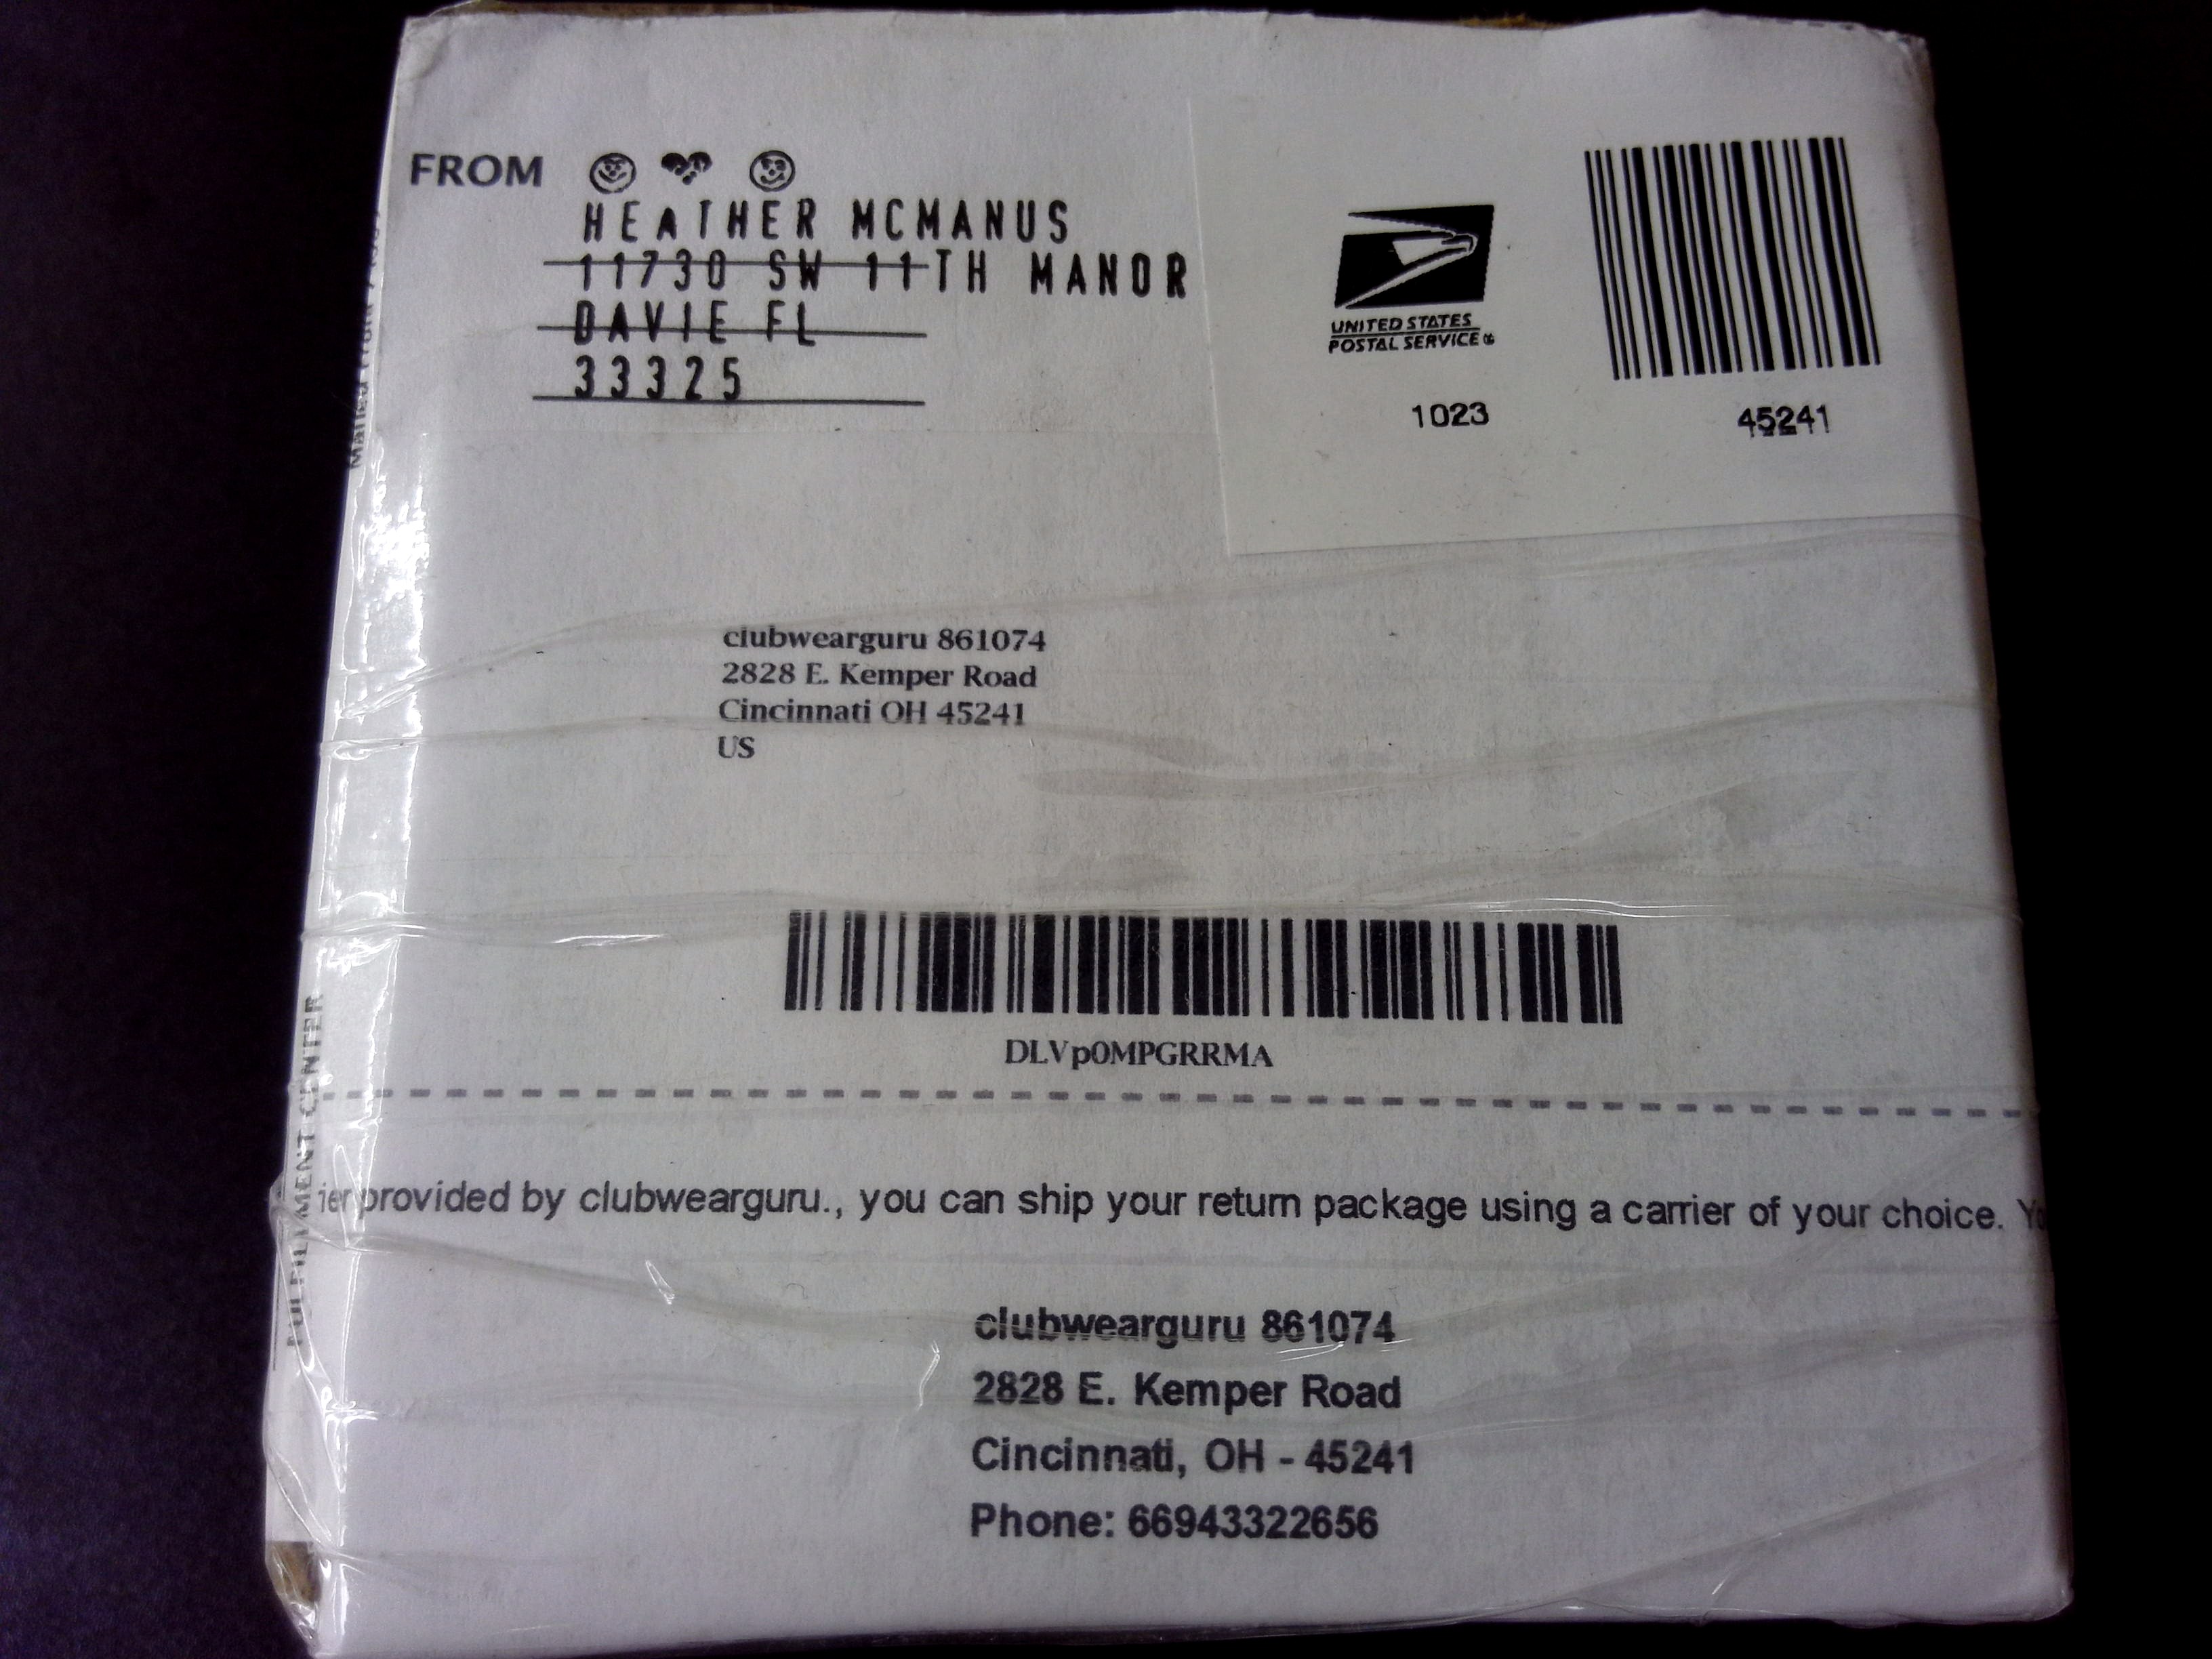 FROM
HEATHER MCMANUS
11730 SW 11TH MANOR
DAVIE FL
33325
UNITED STATES
POSTAL SERVICE
1023 45241
clubwearguru 861074
2828 E. Kemper Road
Cincinnati OH 45241
US
DLVp0MPGRRMA
provided by clubwearguru., you can ship your return package using a carrier of your choice.
clubwearguru 861074
2828 E. Kemper Road
Cincinnati, OH - 45241
Phone: 66943322656
FULFILLMENT CENTER